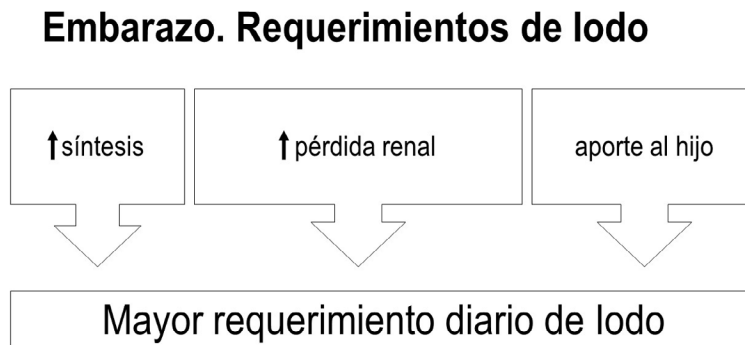 Embarazo. Requerimientos de Iodo
↑ síntesis
↑ pérdida renal
aporte al hijo
Mayor requerimiento diario de Iodo